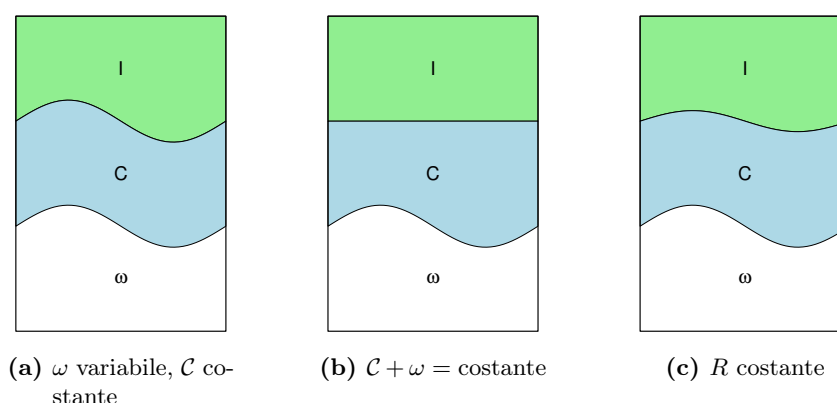 I
C
ω
I
C
ω
I
C
ω
(a) ω variabile, 𝒞 co-
stante
(b) 𝒞 + ω = costante
(c) R costante